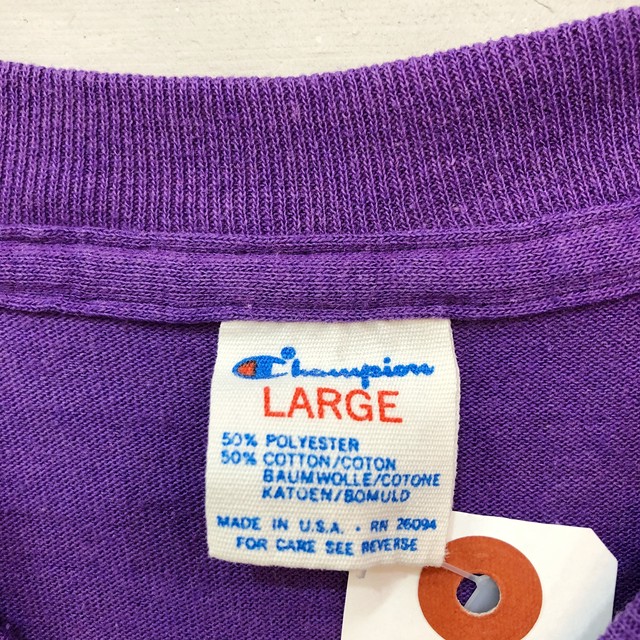 Champion
LARGE
50% POLYESTER
50% COTTON/COTON
BAUMWOLLE/COTONE
KATOEN/BOMULD
MADE IN U.S.A. • RN 26094
FOR CARE SEE REVERSE